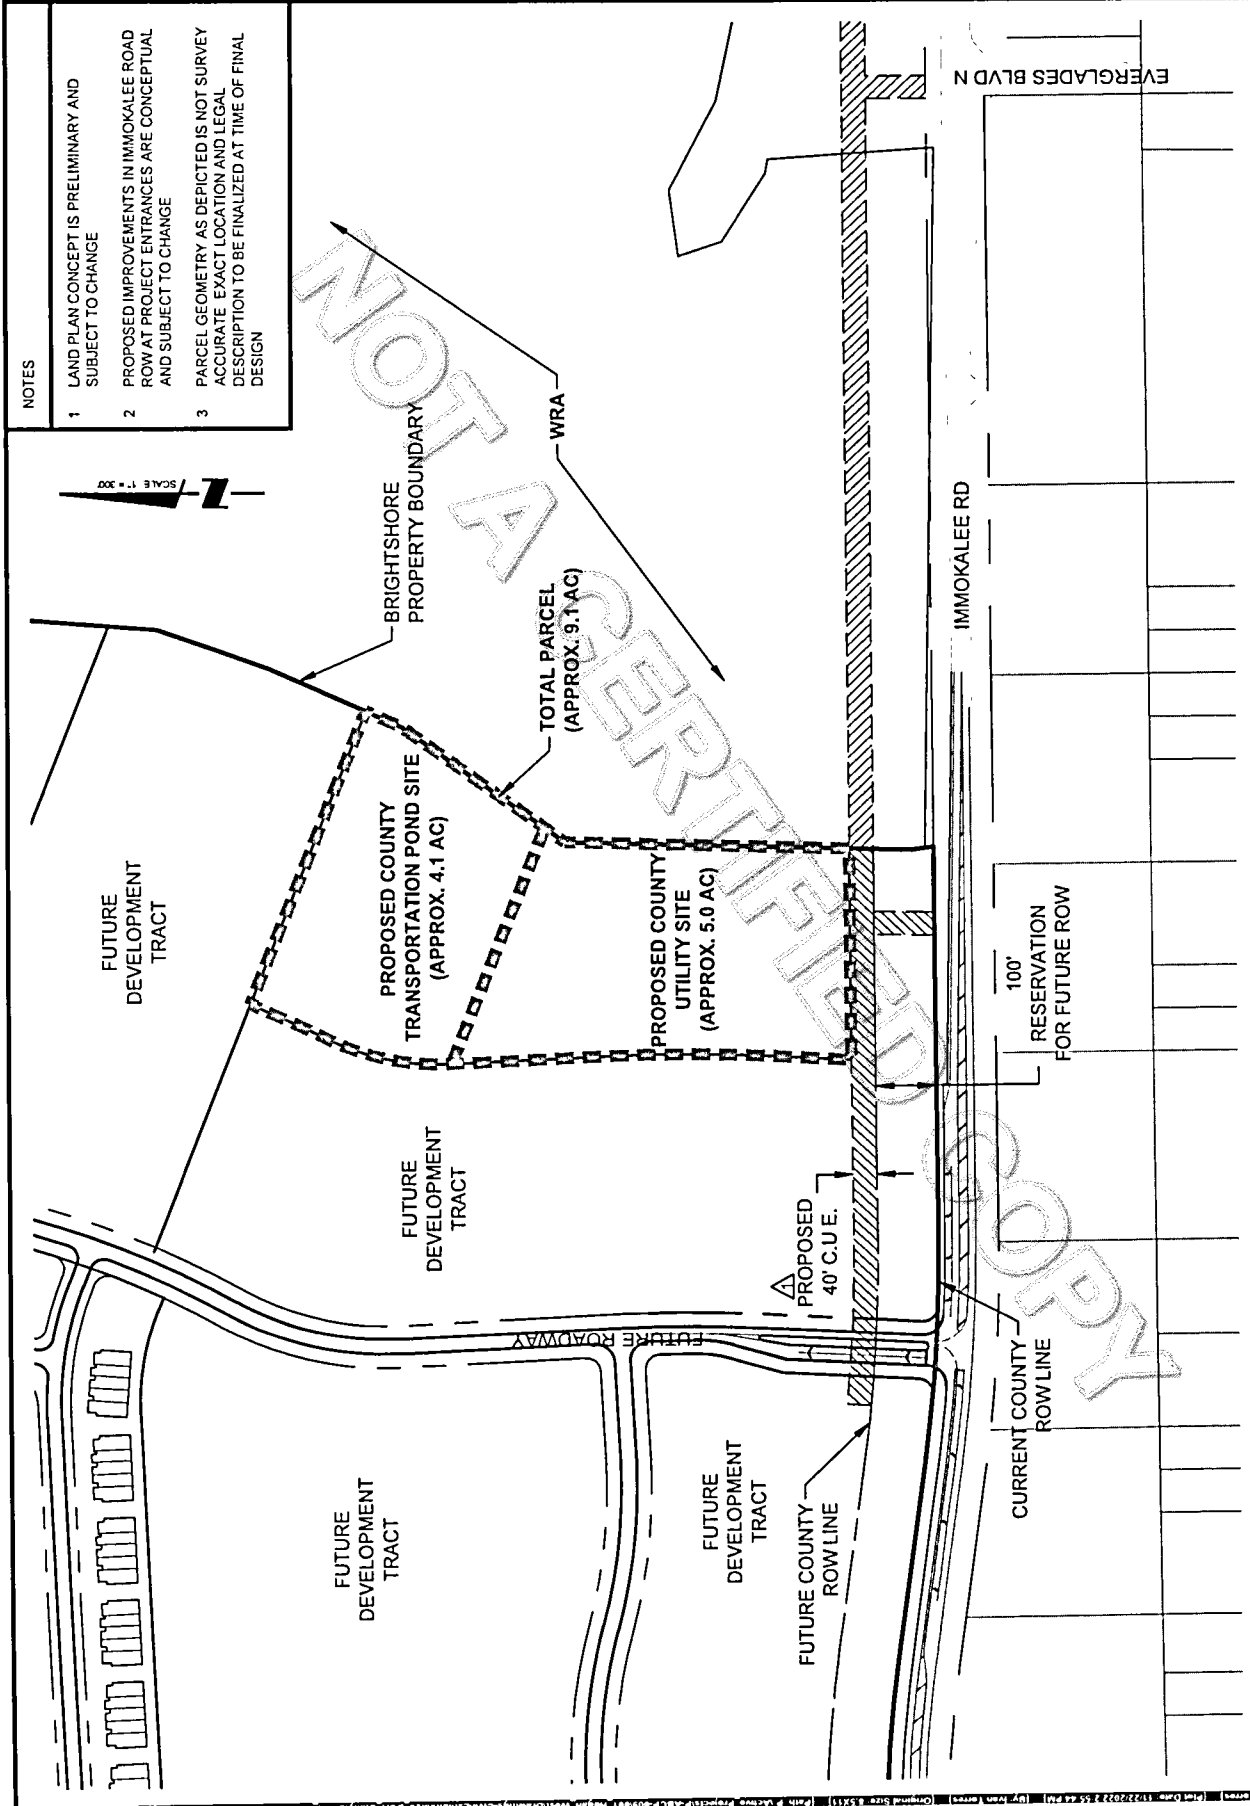 NOTES
1 LAND PLAN CONCEPT IS PRELIMINARY AND
SUBJECT TO CHANGE
2 PROPOSED IMPROVEMENTS IN IMMOKALEE ROAD
ROW AT PROJECT ENTRANCES ARE CONCEPTUAL
AND SUBJECT TO CHANGE
3 PARCEL GEOMETRY AS DEPICTED IS NOT SURVEY
ACCURATE EXACT LOCATION AND LEGAL
DESCRIPTION TO BE FINALIZED AT TIME OF FINAL
DESIGN
SCALE 1" = 300'
BRIGHTSHORE
PROPERTY BOUNDARY
WRA
TOTAL PARCEL
(APPROX. 9.1 AC)
FUTURE
DEVELOPMENT
TRACT
PROPOSED COUNTY
TRANSPORTATION POND SITE
(APPROX. 4.1 AC)
PROPOSED COUNTY
UTILITY SITE
(APPROX. 5.0 AC)
FUTURE
DEVELOPMENT
TRACT
1
PROPOSED
40' C.U E.
FUTURE ROADWAY
FUTURE
DEVELOPMENT
TRACT
FUTURE
DEVELOPMENT
TRACT
FUTURE COUNTY
ROW LINE
CURRENT COUNTY
ROW LINE
100'
RESERVATION
FOR FUTURE ROW
IMMOKALEE RD
EVERGLADES BLVD N
NOT A CERTIFIED COPY